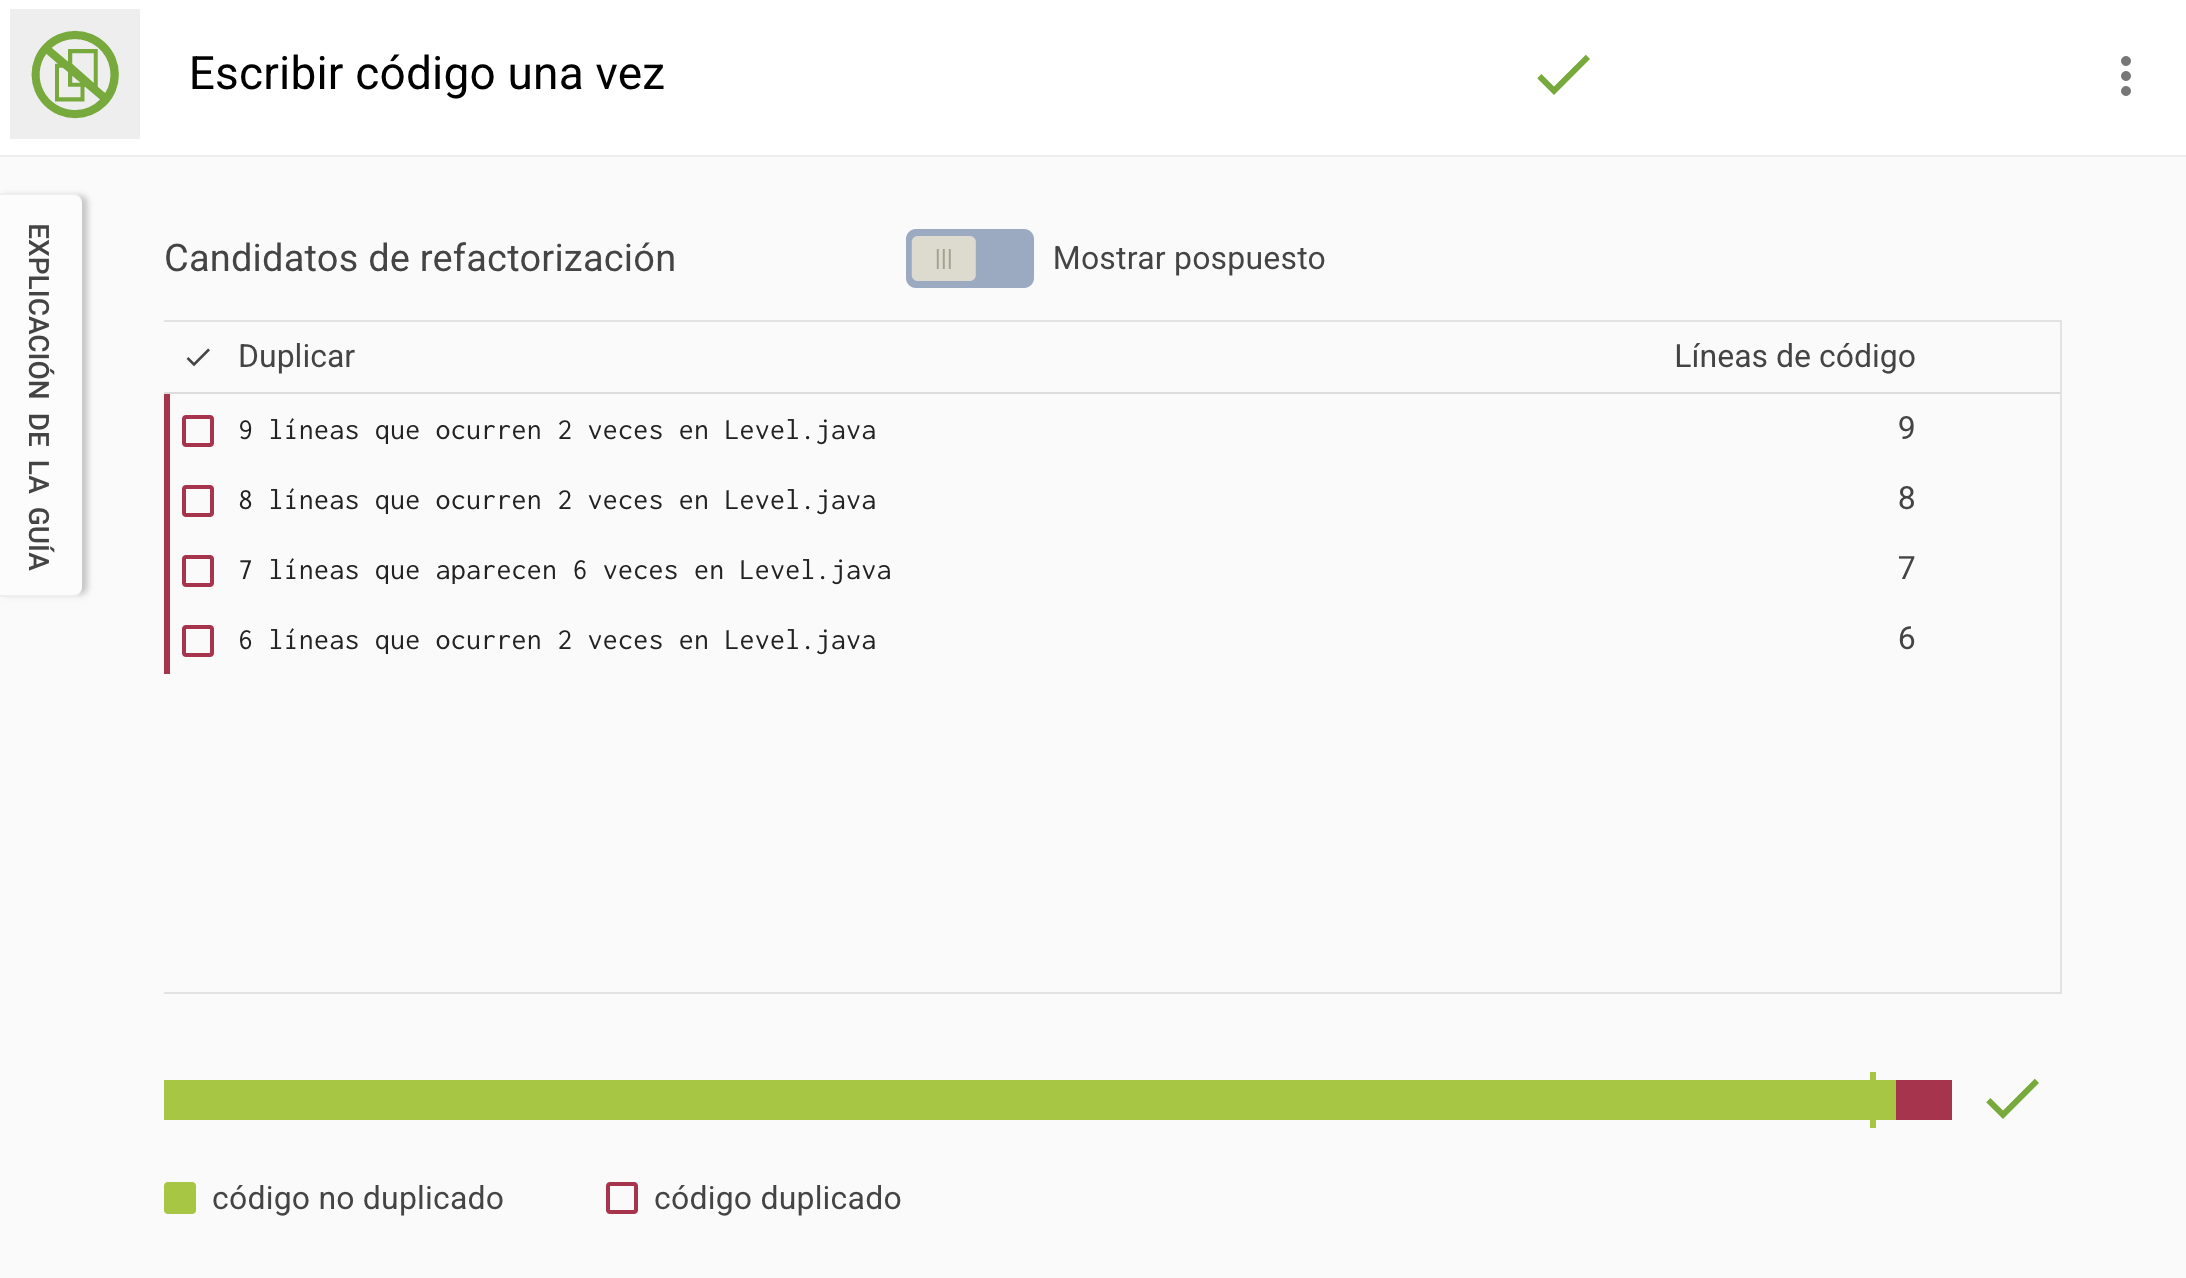 Escribir código una vez
EXPLICACIÓN DE LA GUÍA
Candidatos de refactorización
Mostrar pospuesto
Duplicar
Líneas de código
9 líneas que ocurren 2 veces en Level.java
9
8 líneas que ocurren 2 veces en Level.java
8
7 líneas que aparecen 6 veces en Level.java
7
6 líneas que ocurren 2 veces en Level.java
6
código no duplicado
código duplicado